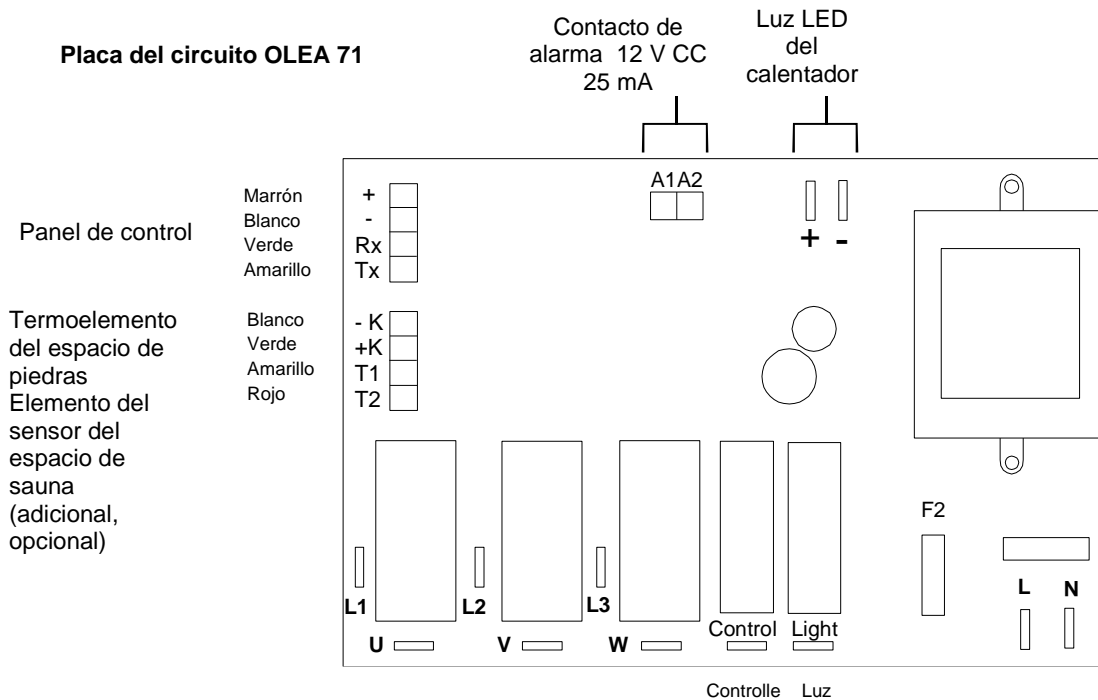 Placa del circuito OLEA 71
Contacto de
alarma 12 V CC
25 mA
Luz LED
del
calentador
A1 A2
+ -
Panel de control
Marrón +
Blanco -
Verde Rx
Amarillo Tx
Termoelemento
del espacio de
piedras
Elemento del
sensor del
espacio de
sauna
(adicional,
opcional)
Blanco - K
Verde +K
Amarillo T1
Rojo T2
F2
L N
L1 L2 L3
U V W Control Light
Controlle Luz